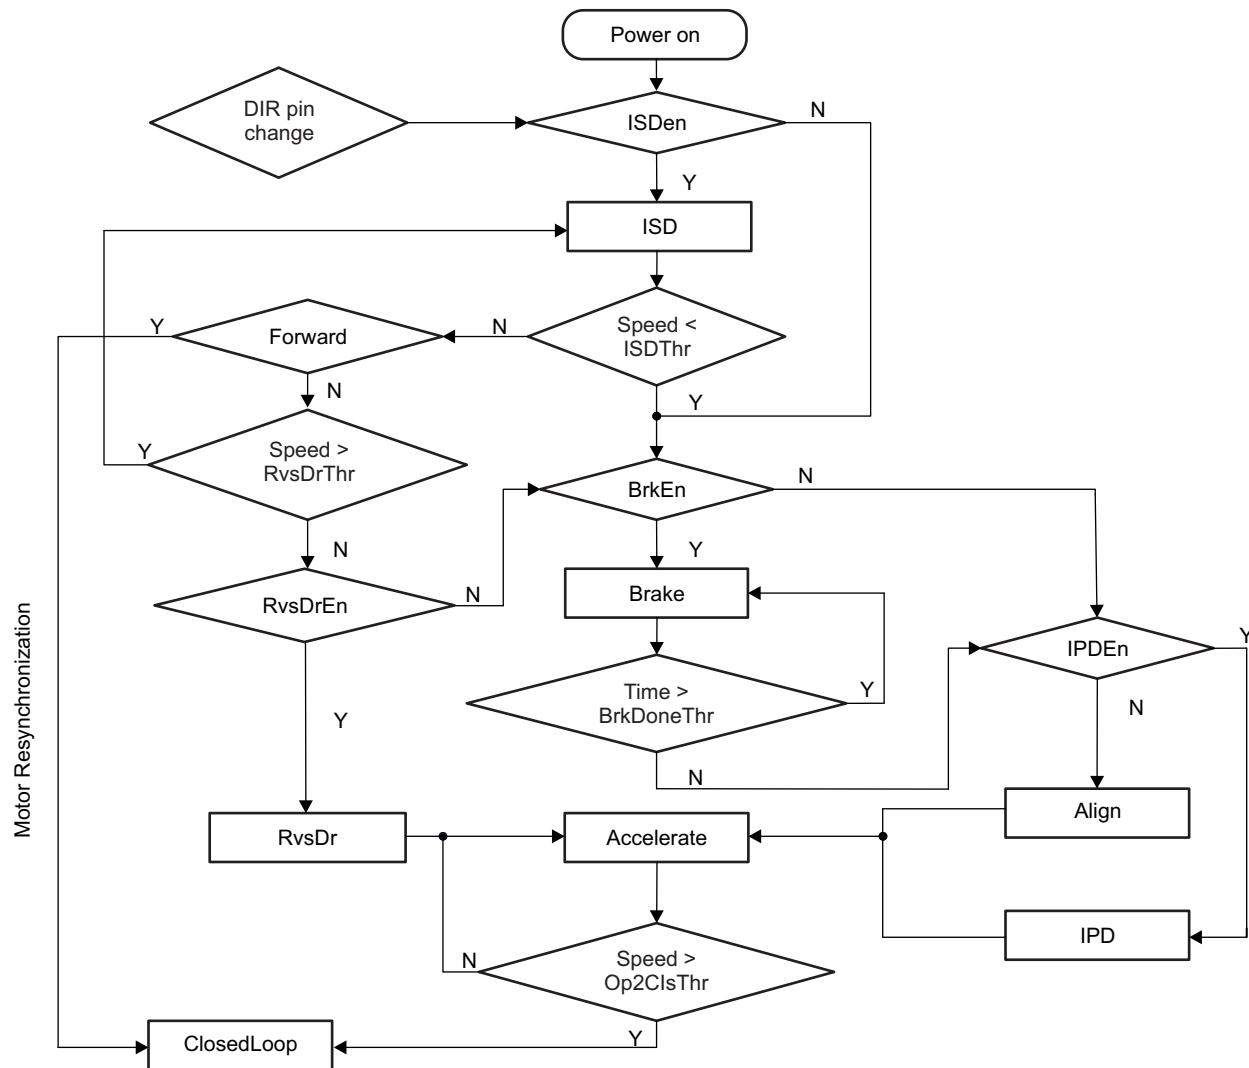 Power on
DIR pin
change
ISDen
N
Y
ISD
Speed <
ISDThr
N
Forward
Y
Y
N
Speed >
RvsDrThr
Y
BrkEn
N
N
Y
RvsDrEn
N
Brake
IPDEn
Y
Time >
BrkDoneThr
Y
N
Y
N
Align
RvsDr
Accelerate
Motor Resynchronization
IPD
Speed >
Op2ClsThr
N
Y
ClosedLoop